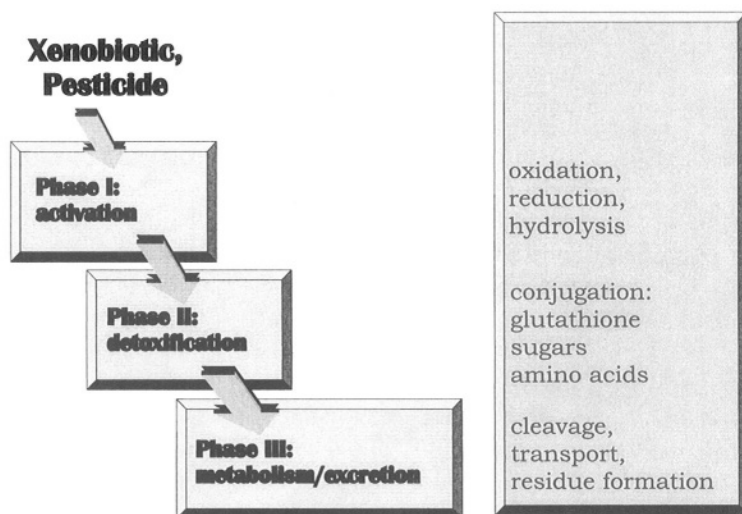 Xenobiotic,
Pesticide
Phase I:
activation
Phase II:
detoxification
Phase III:
metabolism/excretion
oxidation,
reduction,
hydrolysis
conjugation:
glutathione
sugars
amino acids
cleavage,
transport,
residue formation